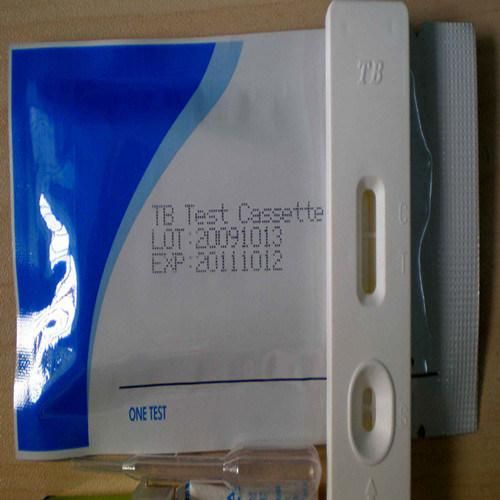 TB Test Cassette
LOT:20091013
EXP:20111012
ONE TEST
TB
C
T
S